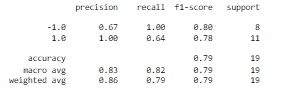 precision recall f1-score support
-1.0 0.67 1.00 0.80 8
1.0 1.00 0.64 0.78 11
accuracy 0.79 19
macro avg 0.83 0.82 0.79 19
weighted avg 0.86 0.79 0.79 19